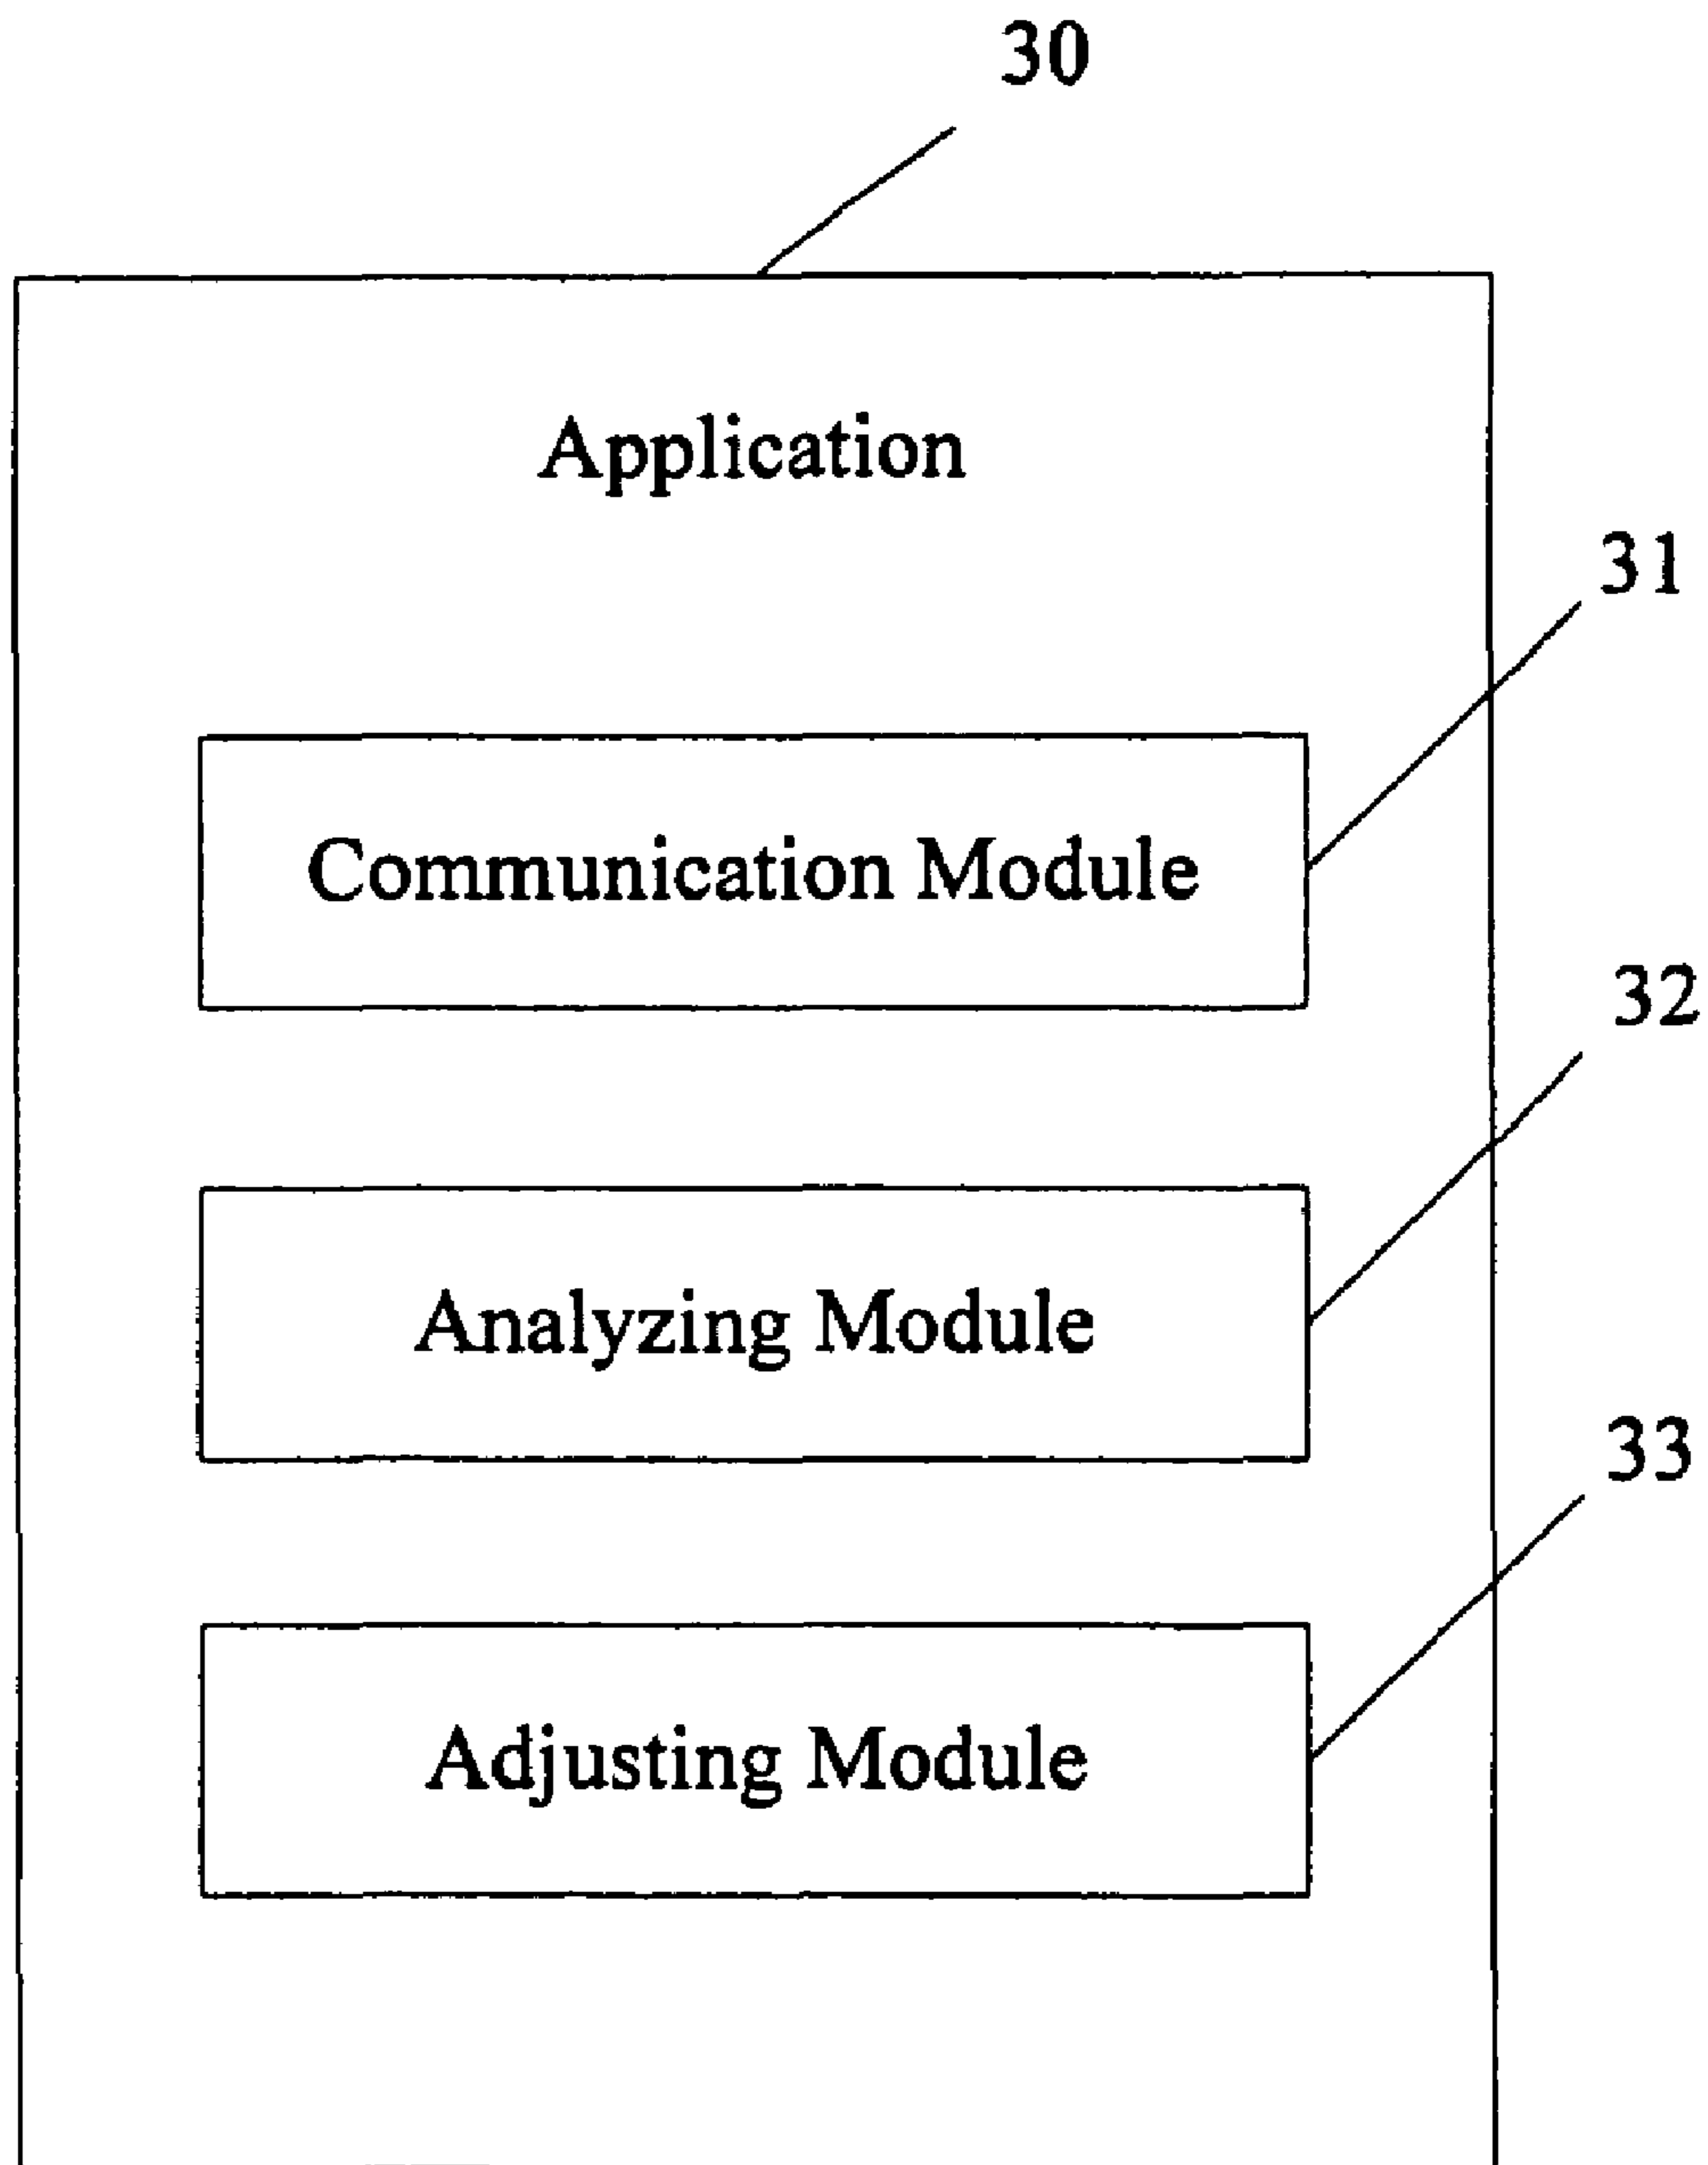 30
Application
31
Communication Module
32
Analyzing Module
33
Adjusting Module